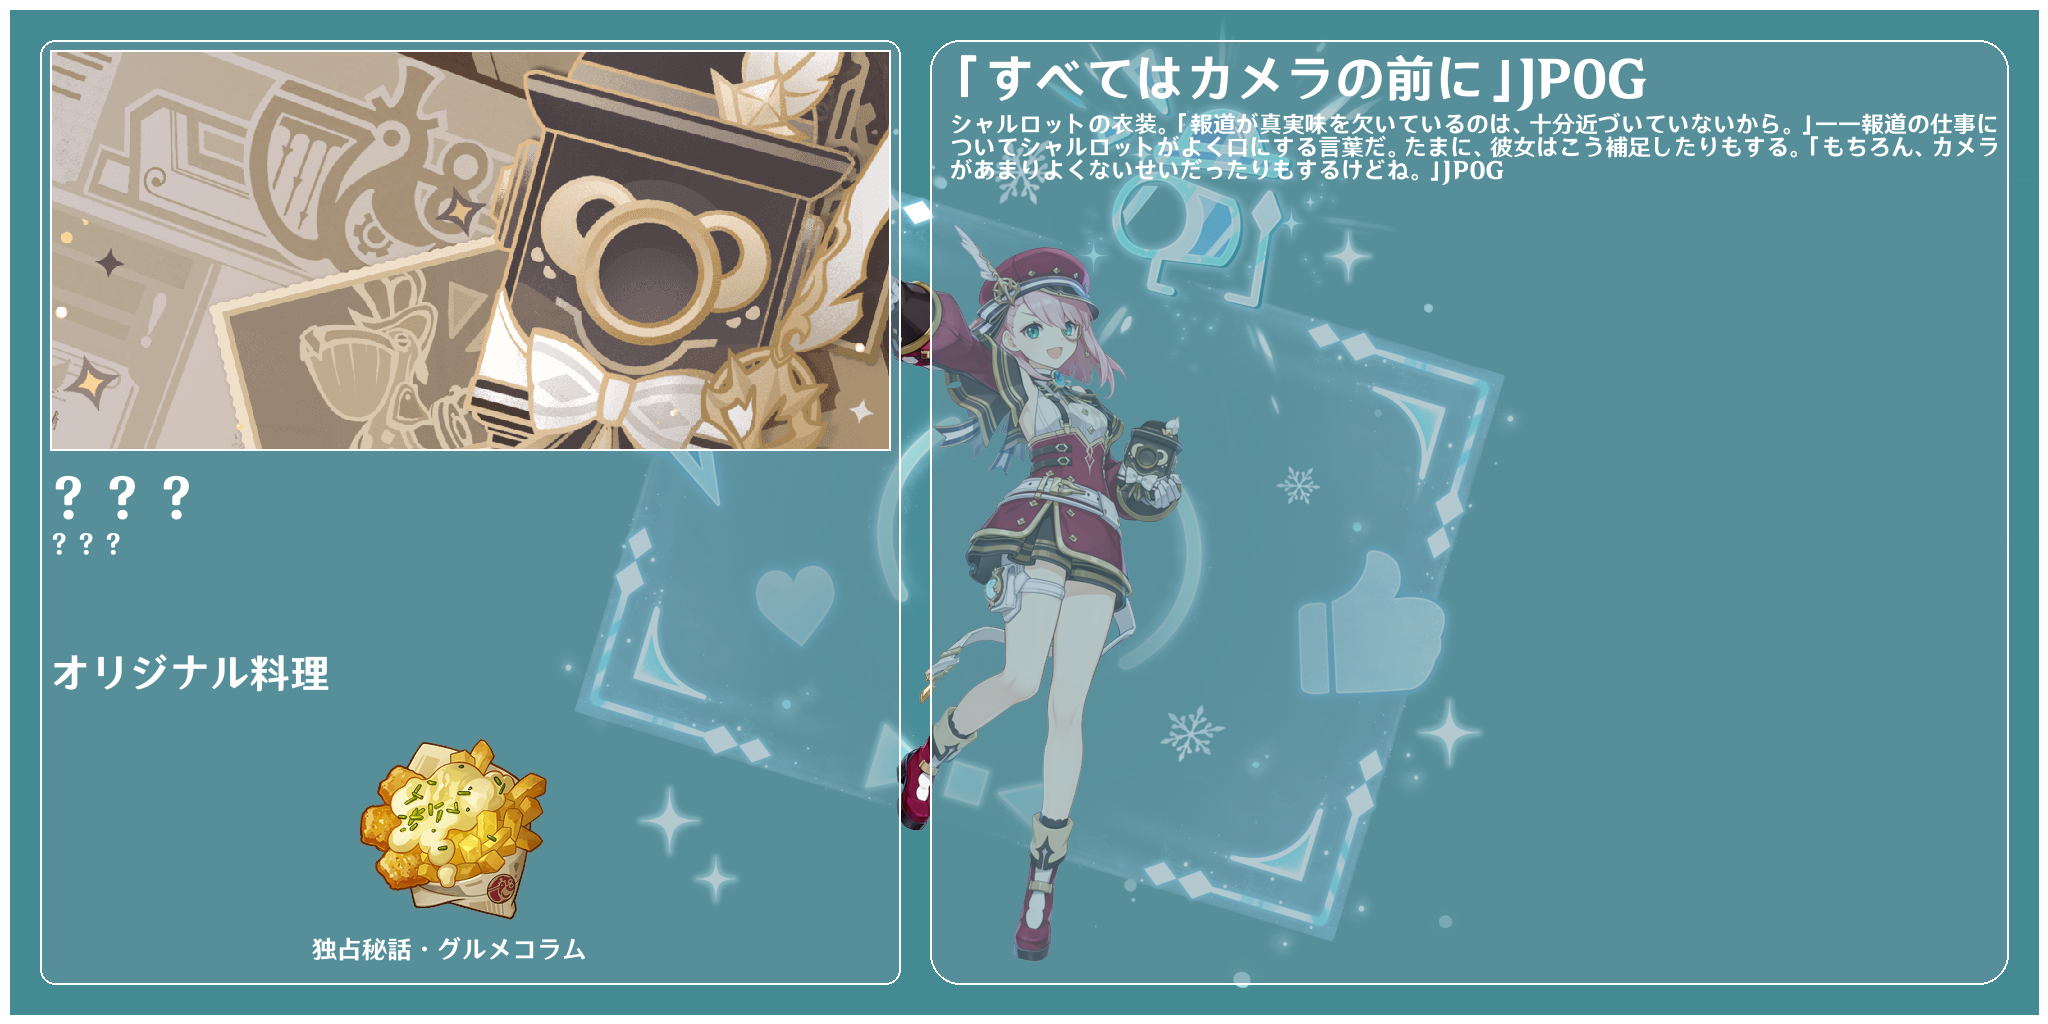 ？？？
？？？
オリジナル料理
独占秘話・グルメコラム
「すべてはカメラの前に」JP0G
シャルロットの衣装。「報道が真実味を欠いているのは、十分近づいていないから。」——報道の仕事に
ついてシャルロットがよく口にする言葉だ。たまに、彼女はこう補足したりもする。「もちろん、カメラ
があまりよくないせいだったりもするけどね。」JP0G